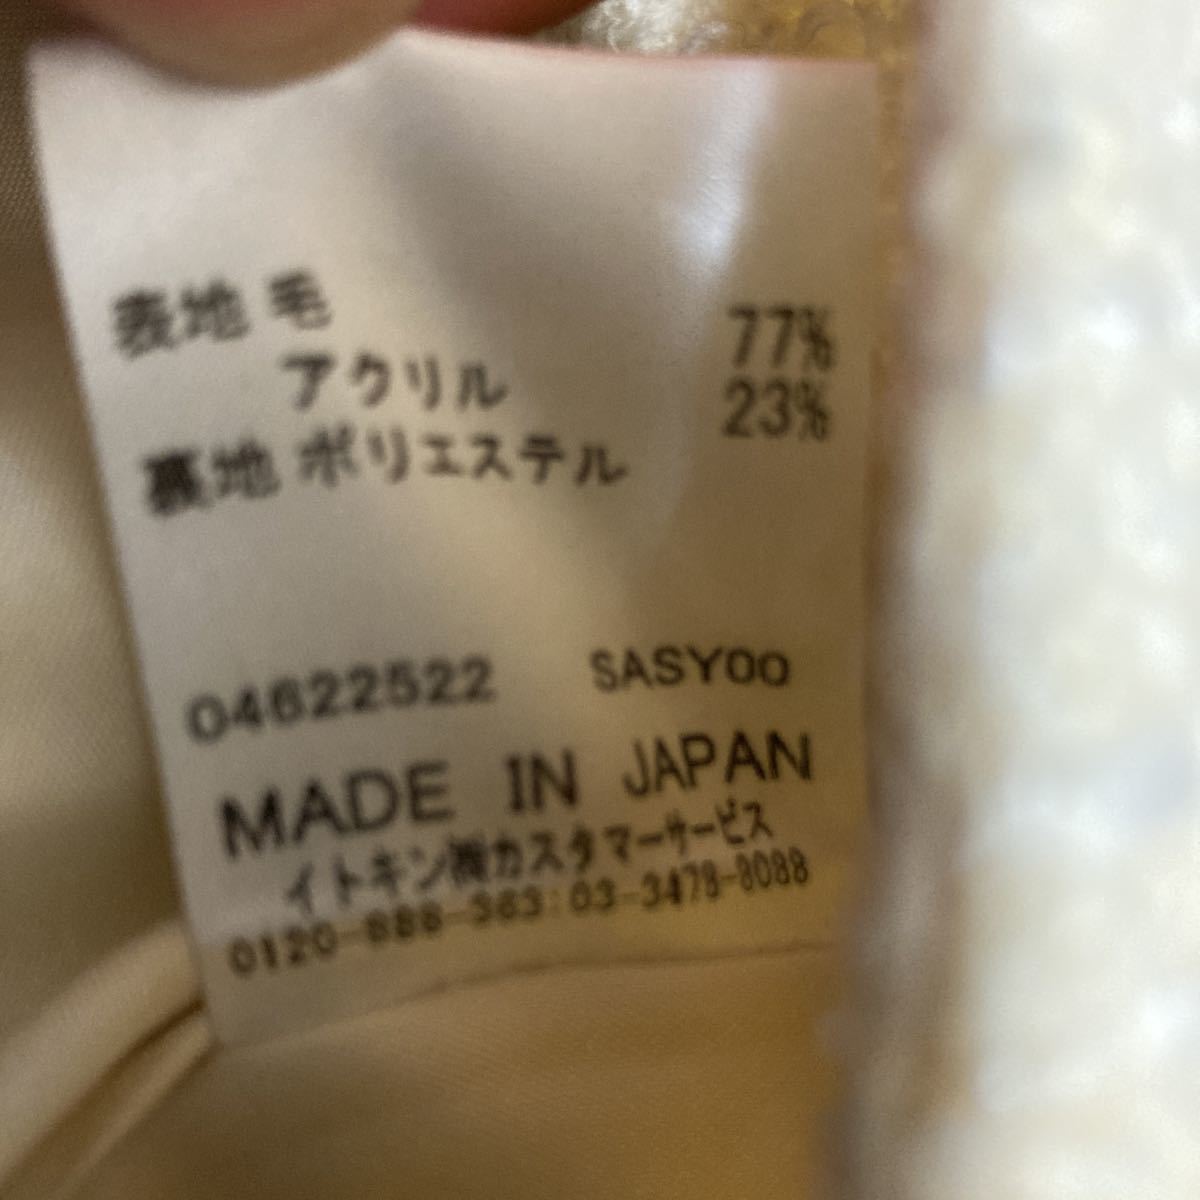 表地 毛 77%
アクリル 23%
裏地 ポリエステル
04622522 SASY00
MADE IN JAPAN
イトキン㈱カスタマーサービス
0120-888-363:03-3478-8088